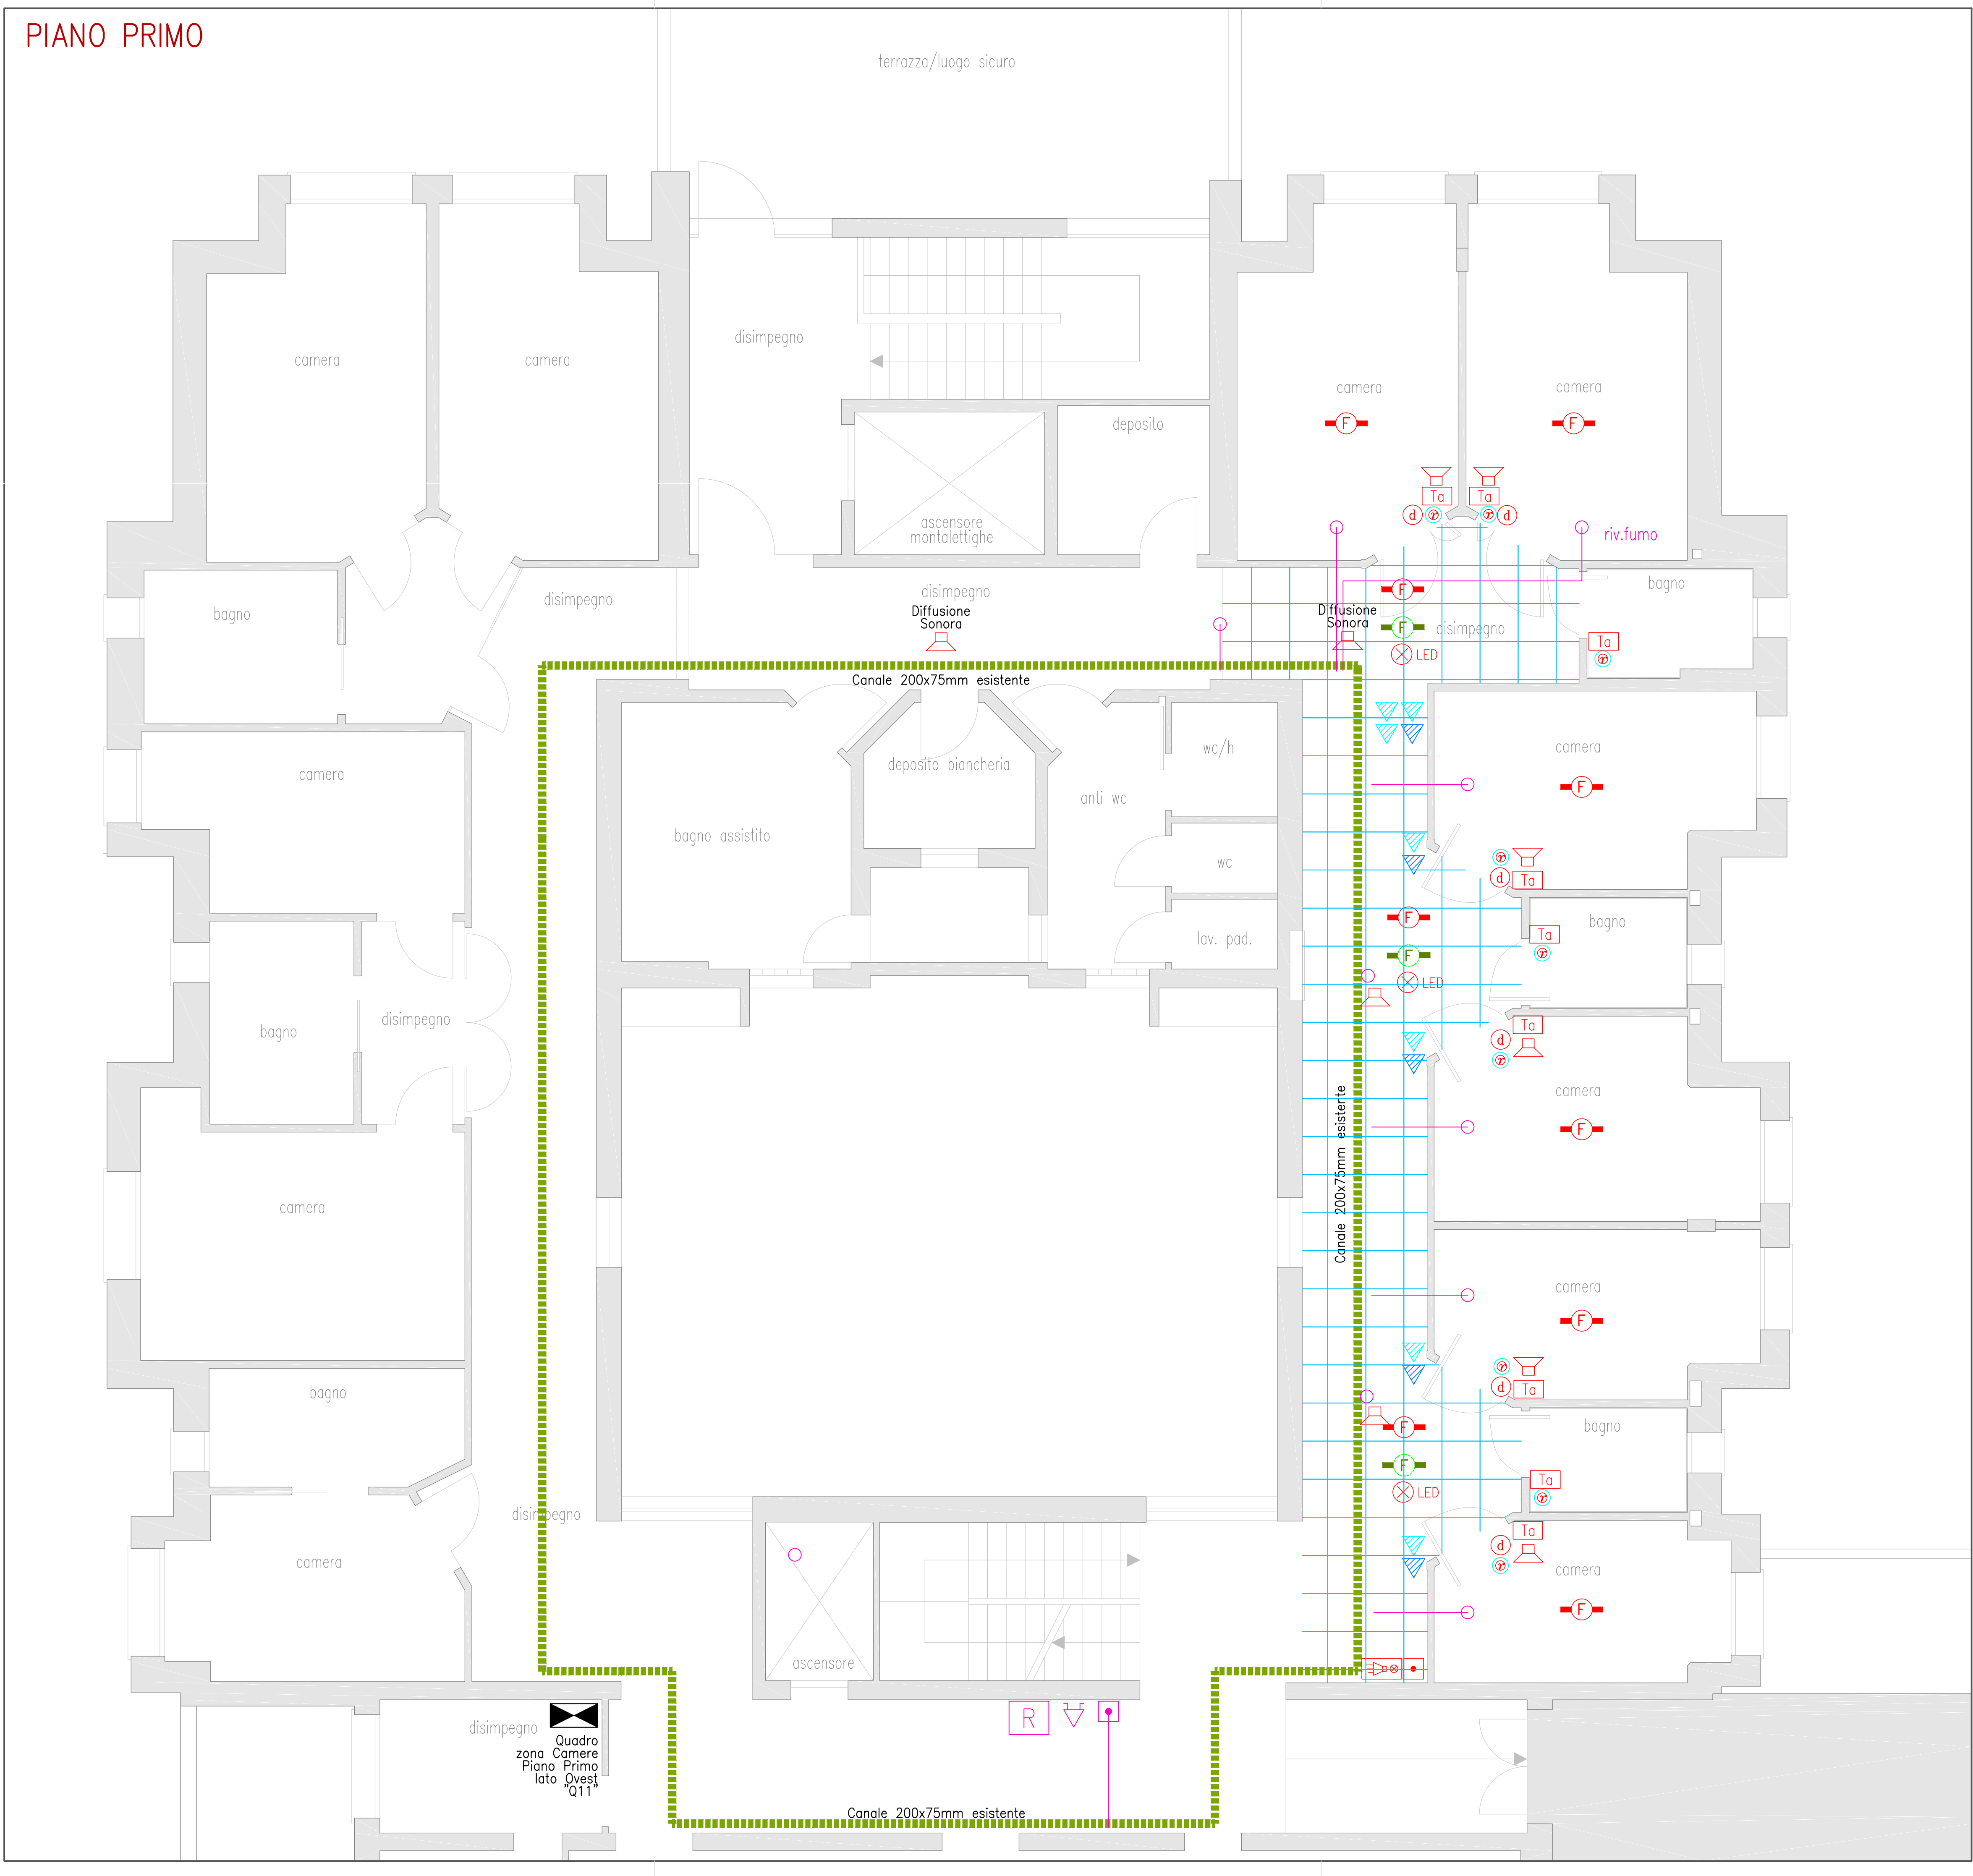 PIANO PRIMO
terrazza/luogo sicuro
disimpegno
camera
camera
camera
camera
F
F
deposito
ascensore
montalettighe
Ta
Ta
d
r
r
d
riv.fumo
bagno
disimpegno
disimpegno
Diffusione
Sonora
Diffusione
Sonora
F
F
LED
disimpegno
bagno
Ta
r
Canale 200x75mm esistente
camera
bagno assistito
deposito biancheria
anti wc
wc/h
wc
lav. pad.
camera
F
r
d
Ta
F
F
LED
bagno
Ta
r
bagno
disimpegno
Ta
d
r
camera
F
Canale 200x75mm esistente
camera
camera
F
r
d
Ta
bagno
F
F
LED
bagno
Ta
r
disimpegno
camera
Ta
d
r
camera
F
ascensore
disimpegno
R
Quadro
zona Camere
Piano Primo
lato Ovest
"Q11"
Canale 200x75mm esistente